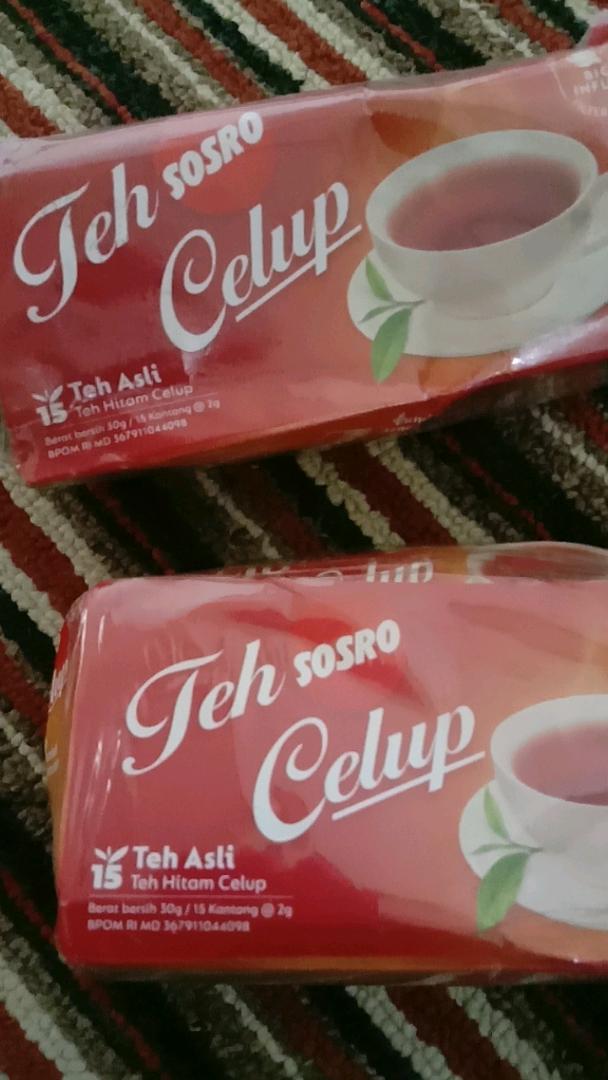 Teh SOSRO
Celup
15 Teh Asli
Teh Hitam Celup
Berat bersih 30g / 15 Kantong @ 2g
BPOM RI MD 367911044098
Teh SOSRO
Celup
15 Teh Asli
Teh Hitam Celup
Berat bersih 30g / 15 Kantong @ 2g
BPOM RI MD 367911044098